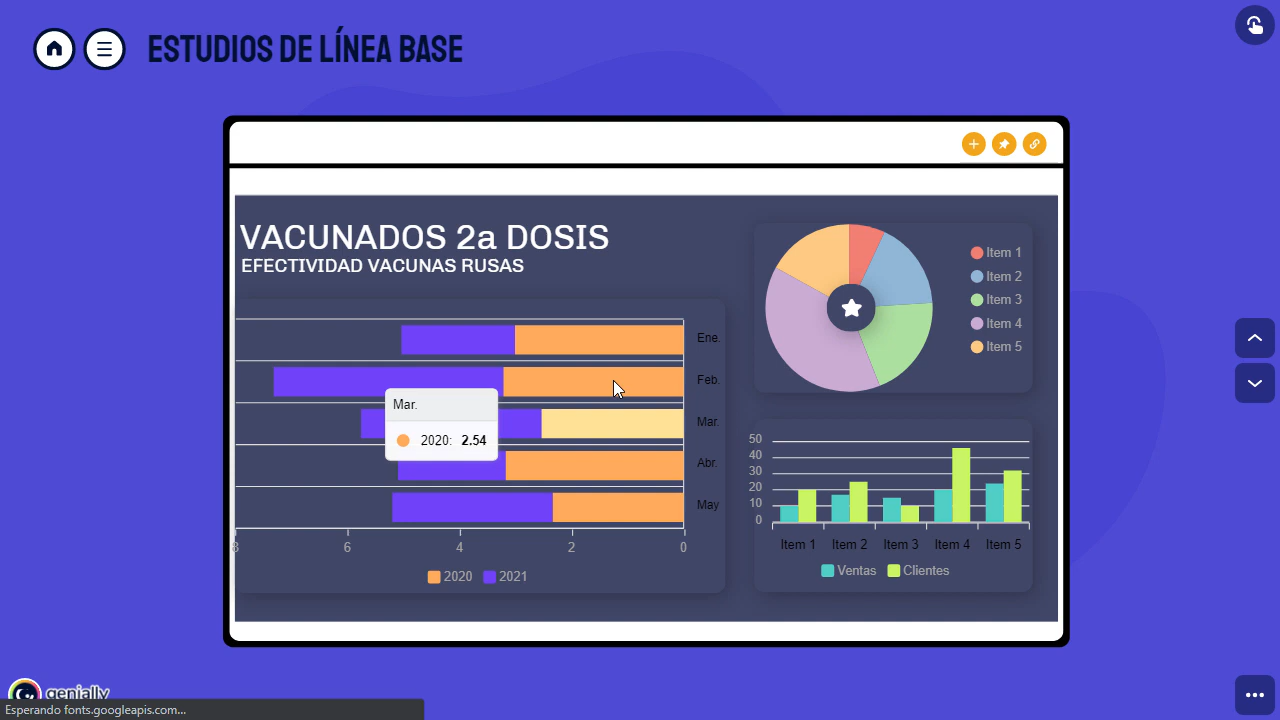 ESTUDIOS DE LÍNEA BASE
VACUNADOS 2a DOSIS
EFECTIVIDAD VACUNAS RUSAS
Ene.
Feb.
Mar.
Abr.
May
Mar.
2020: 2.54
8 6 4 2 0
2020 2021
Item 1
Item 2
Item 3
Item 4
Item 5
50
40
30
20
10
0
Item 1 Item 2 Item 3 Item 4 Item 5
Ventas Clientes
genially
Esperando fonts.googleapis.com...